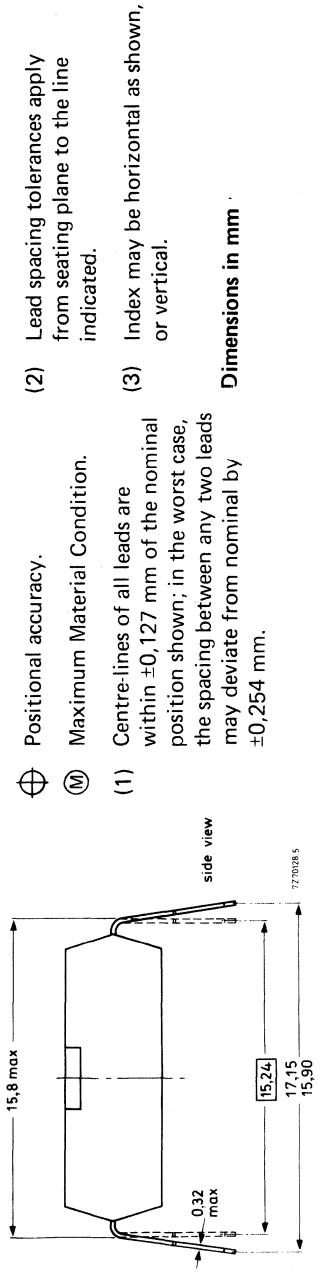 15,8 max
0,32
max
15,24
17,15
15,90
side view
7Z70128.5
Positional accuracy.
M Maximum Material Condition.
(1) Centre-lines of all leads are
within ±0,127 mm of the nominal
position shown; in the worst case,
the spacing between any two leads
may deviate from nominal by
±0,254 mm.
(2) Lead spacing tolerances apply
from seating plane to the line
indicated.
(3) Index may be horizontal as shown,
or vertical.
Dimensions in mm